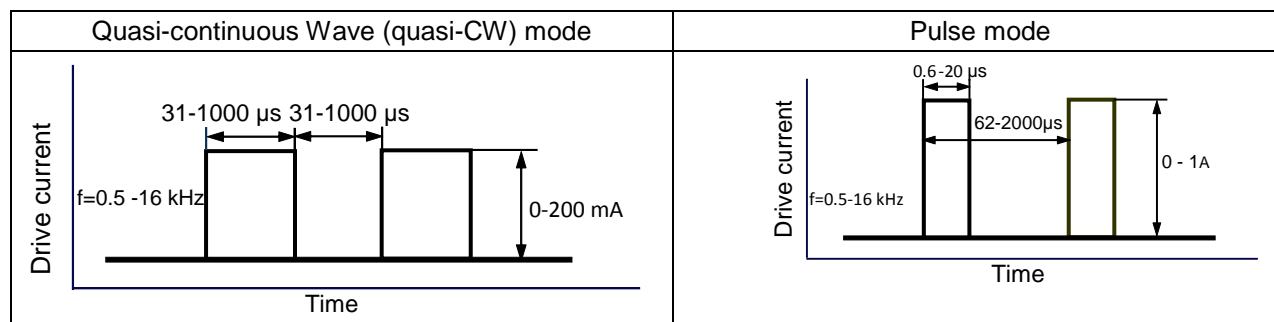 Quasi-continuous Wave (quasi-CW) mode
31-1000 µs 31-1000 µs
f=0.5 -16 kHz
0-200 mA
Drive current
Time
Pulse mode
0.6-20 µs
62-2000µs
0 - 1A
f=0.5-16 kHz
Drive current
Time